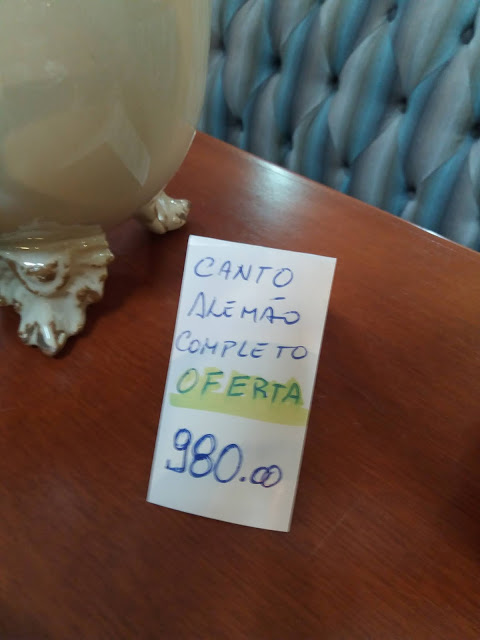 CANTO
ALEMÃO
COMPLETO
OFERTA
980.00